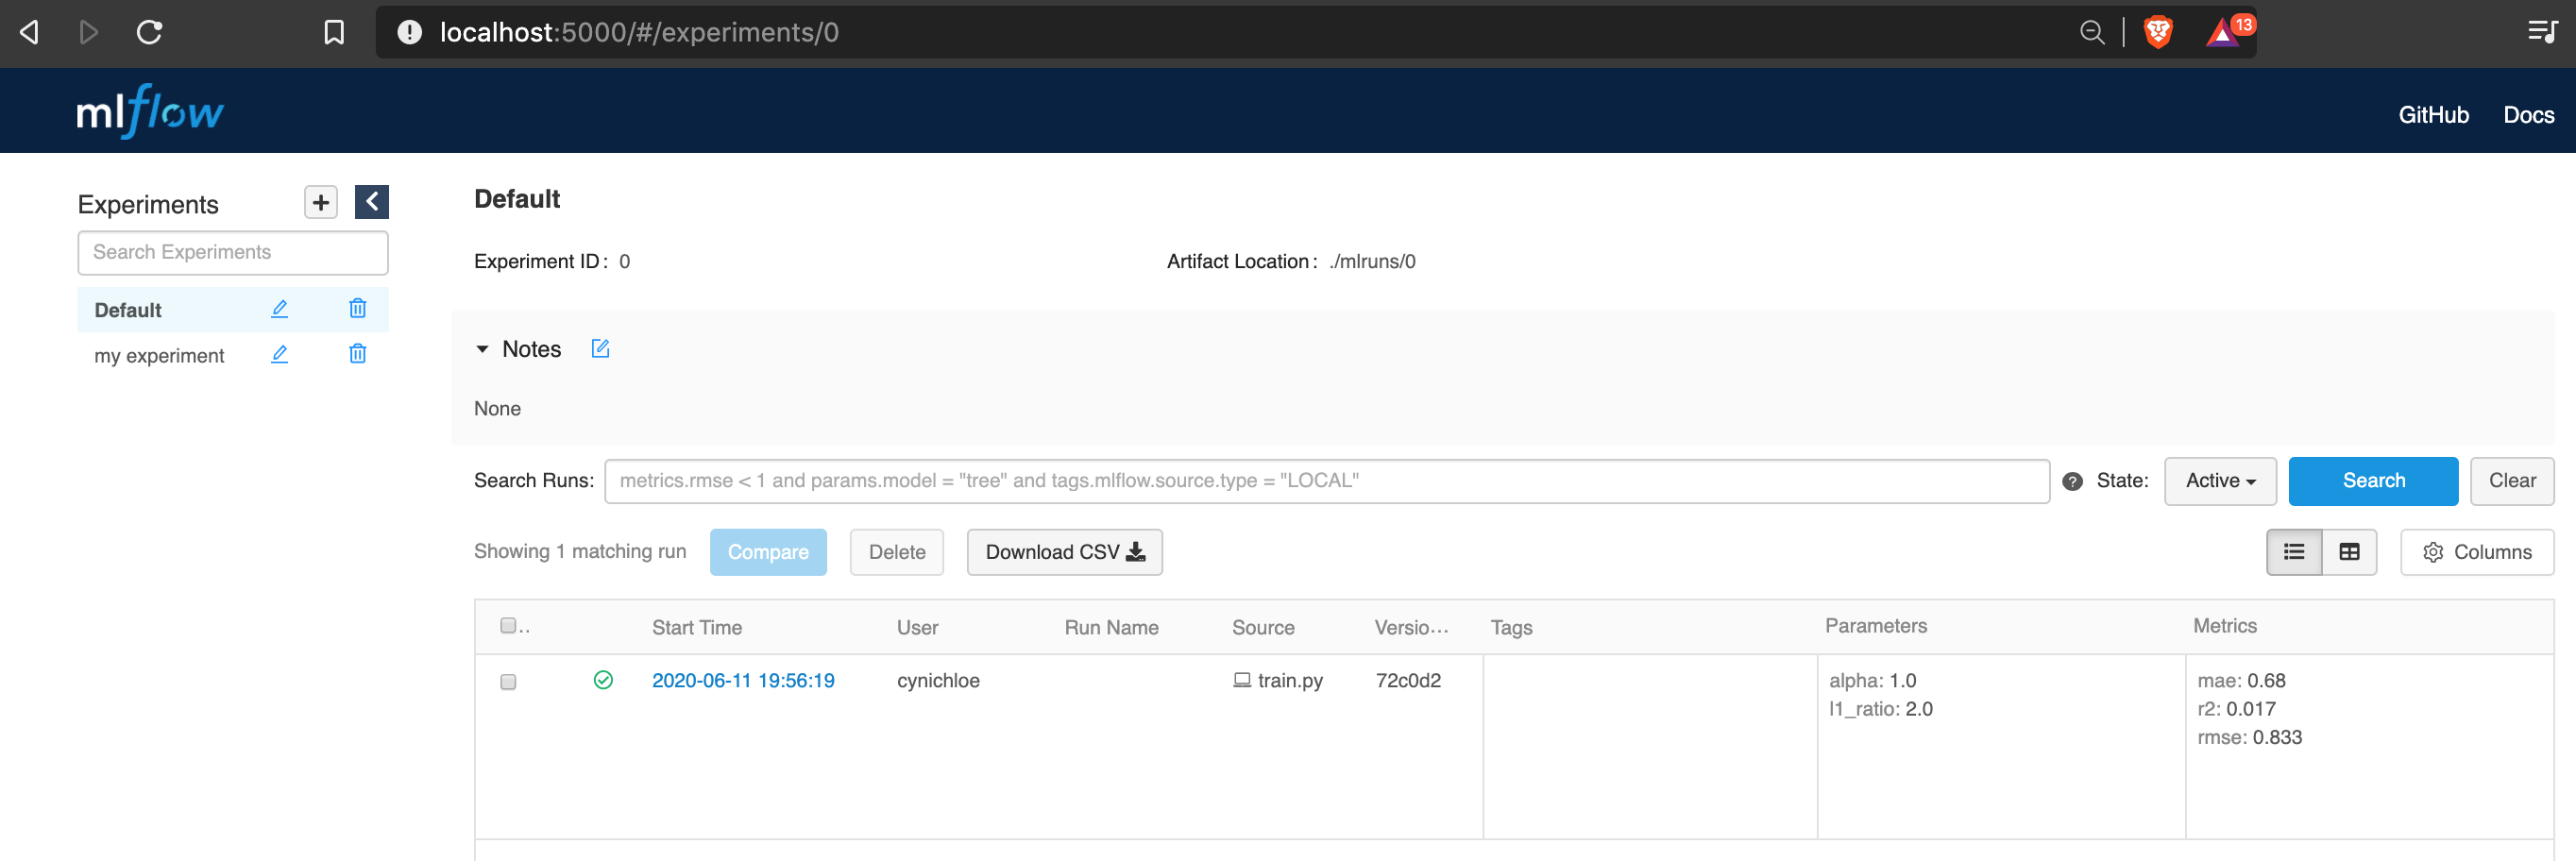 localhost:5000/#/experiments/0
13
mlflow
GitHub Docs
Experiments
Search Experiments
Default
my experiment
Default
Experiment ID: 0 Artifact Location: ./mlruns/0
Notes
None
Search Runs: metrics.rmse < 1 and params.model = "tree" and tags.mlflow.source.type = "LOCAL" ? State: Active Search Clear
Showing 1 matching run Compare Delete Download CSV Columns
.. Start Time User Run Name Source Versio... Tags Parameters Metrics
2020-06-11 19:56:19 cynichloe train.py 72c0d2 alpha: 1.0 mae: 0.68
l1_ratio: 2.0 r2: 0.017
rmse: 0.833